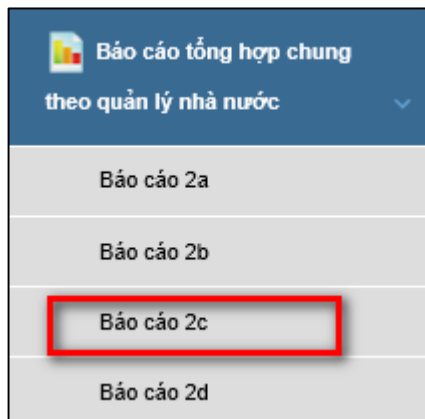 Báo cáo tổng hợp chung
theo quản lý nhà nước
Báo cáo 2a
Báo cáo 2b
Báo cáo 2c
Báo cáo 2d